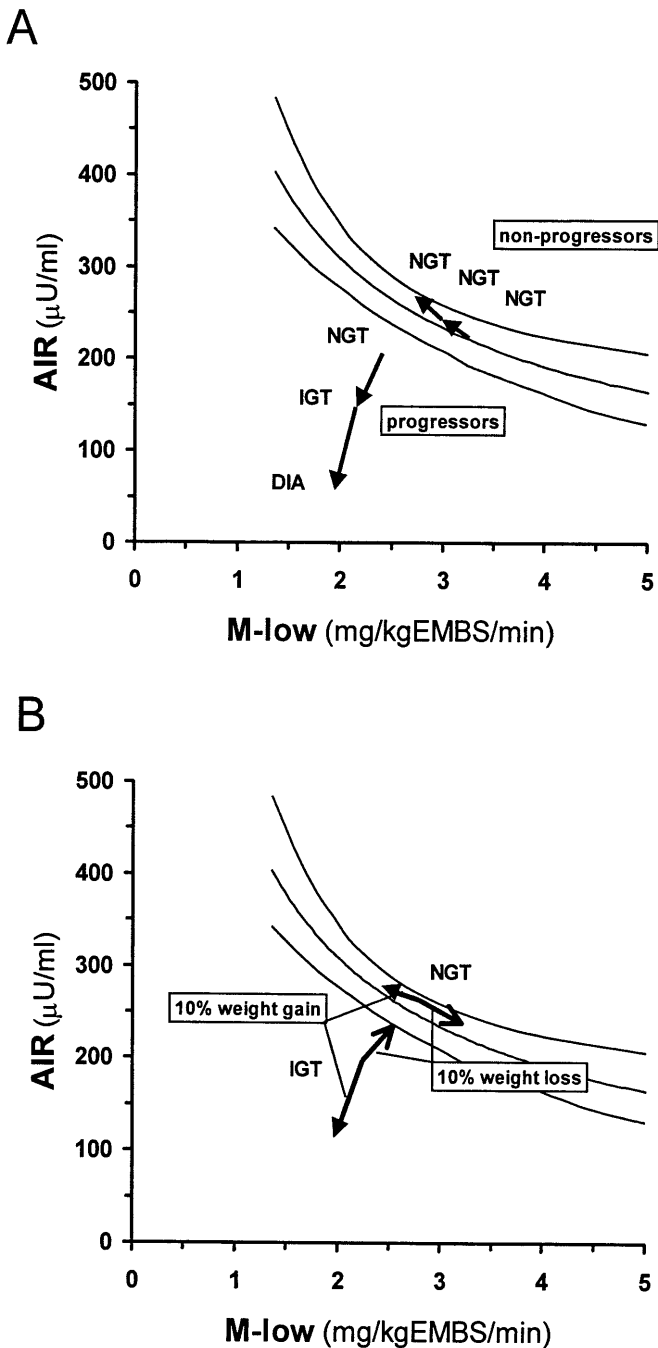 A
500
400
300
200
100
0
AIR (µU/ml)
non-progressors
NGT
NGT
NGT
NGT
IGT
progressors
DIA
0 1 2 3 4 5
M-low (mg/kgEMBS/min)
B
500
400
300
200
100
0
AIR (µU/ml)
NGT
10% weight gain
IGT
10% weight loss
0 1 2 3 4 5
M-low (mg/kgEMBS/min)